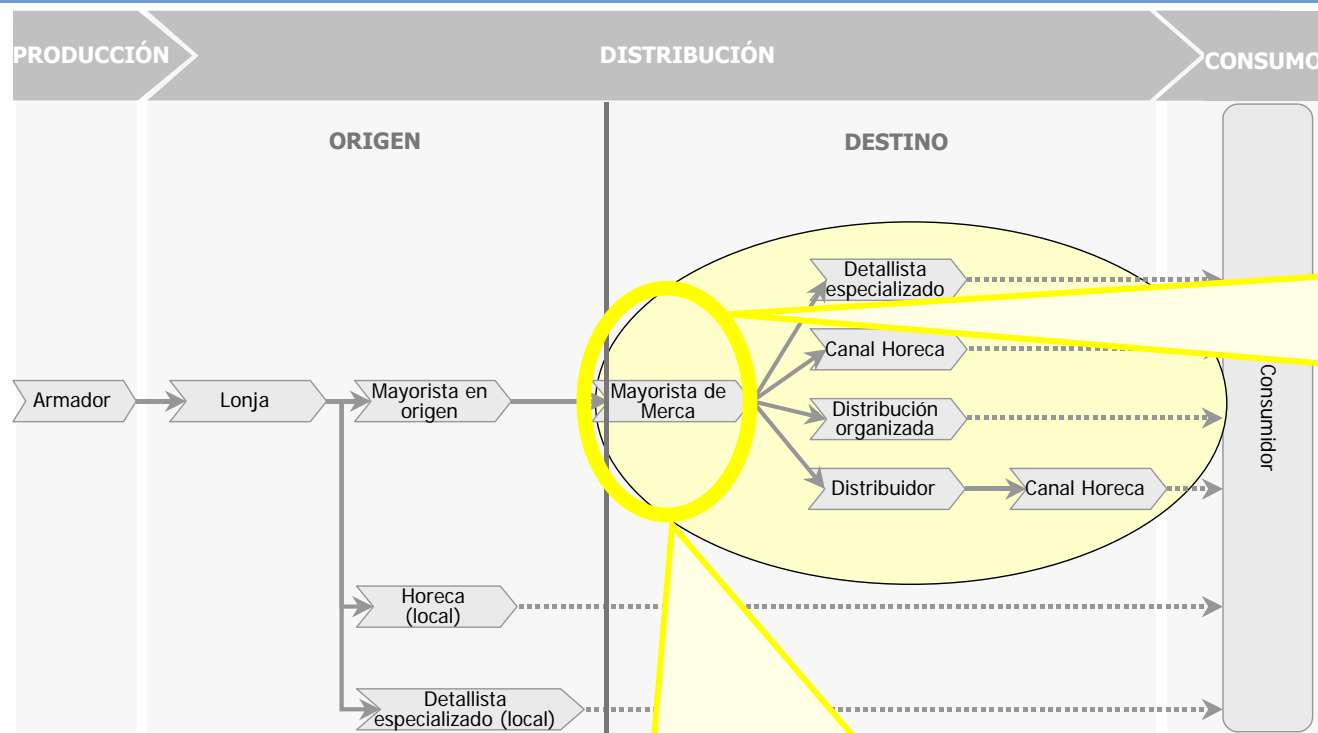 PRODUCCIÓN
DISTRIBUCIÓN
CONSUMO
ORIGEN
DESTINO
Detallista
especializado
Canal Horeca
Armador
Lonja
Mayorista en
origen
Mayorista de
Merca
Distribución
organizada
Distribuidor
Canal Horeca
Consumidor
Horeca
(local)
Detallista
especializado (local)